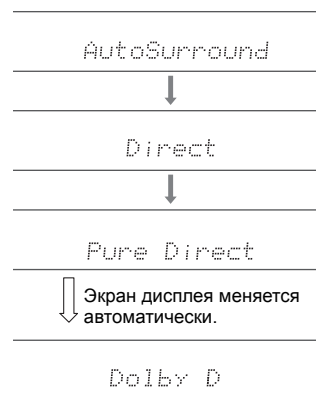 AutoSurround
Direct
Pure Direct
Экран дисплея меняется
автоматически.
Dolby D